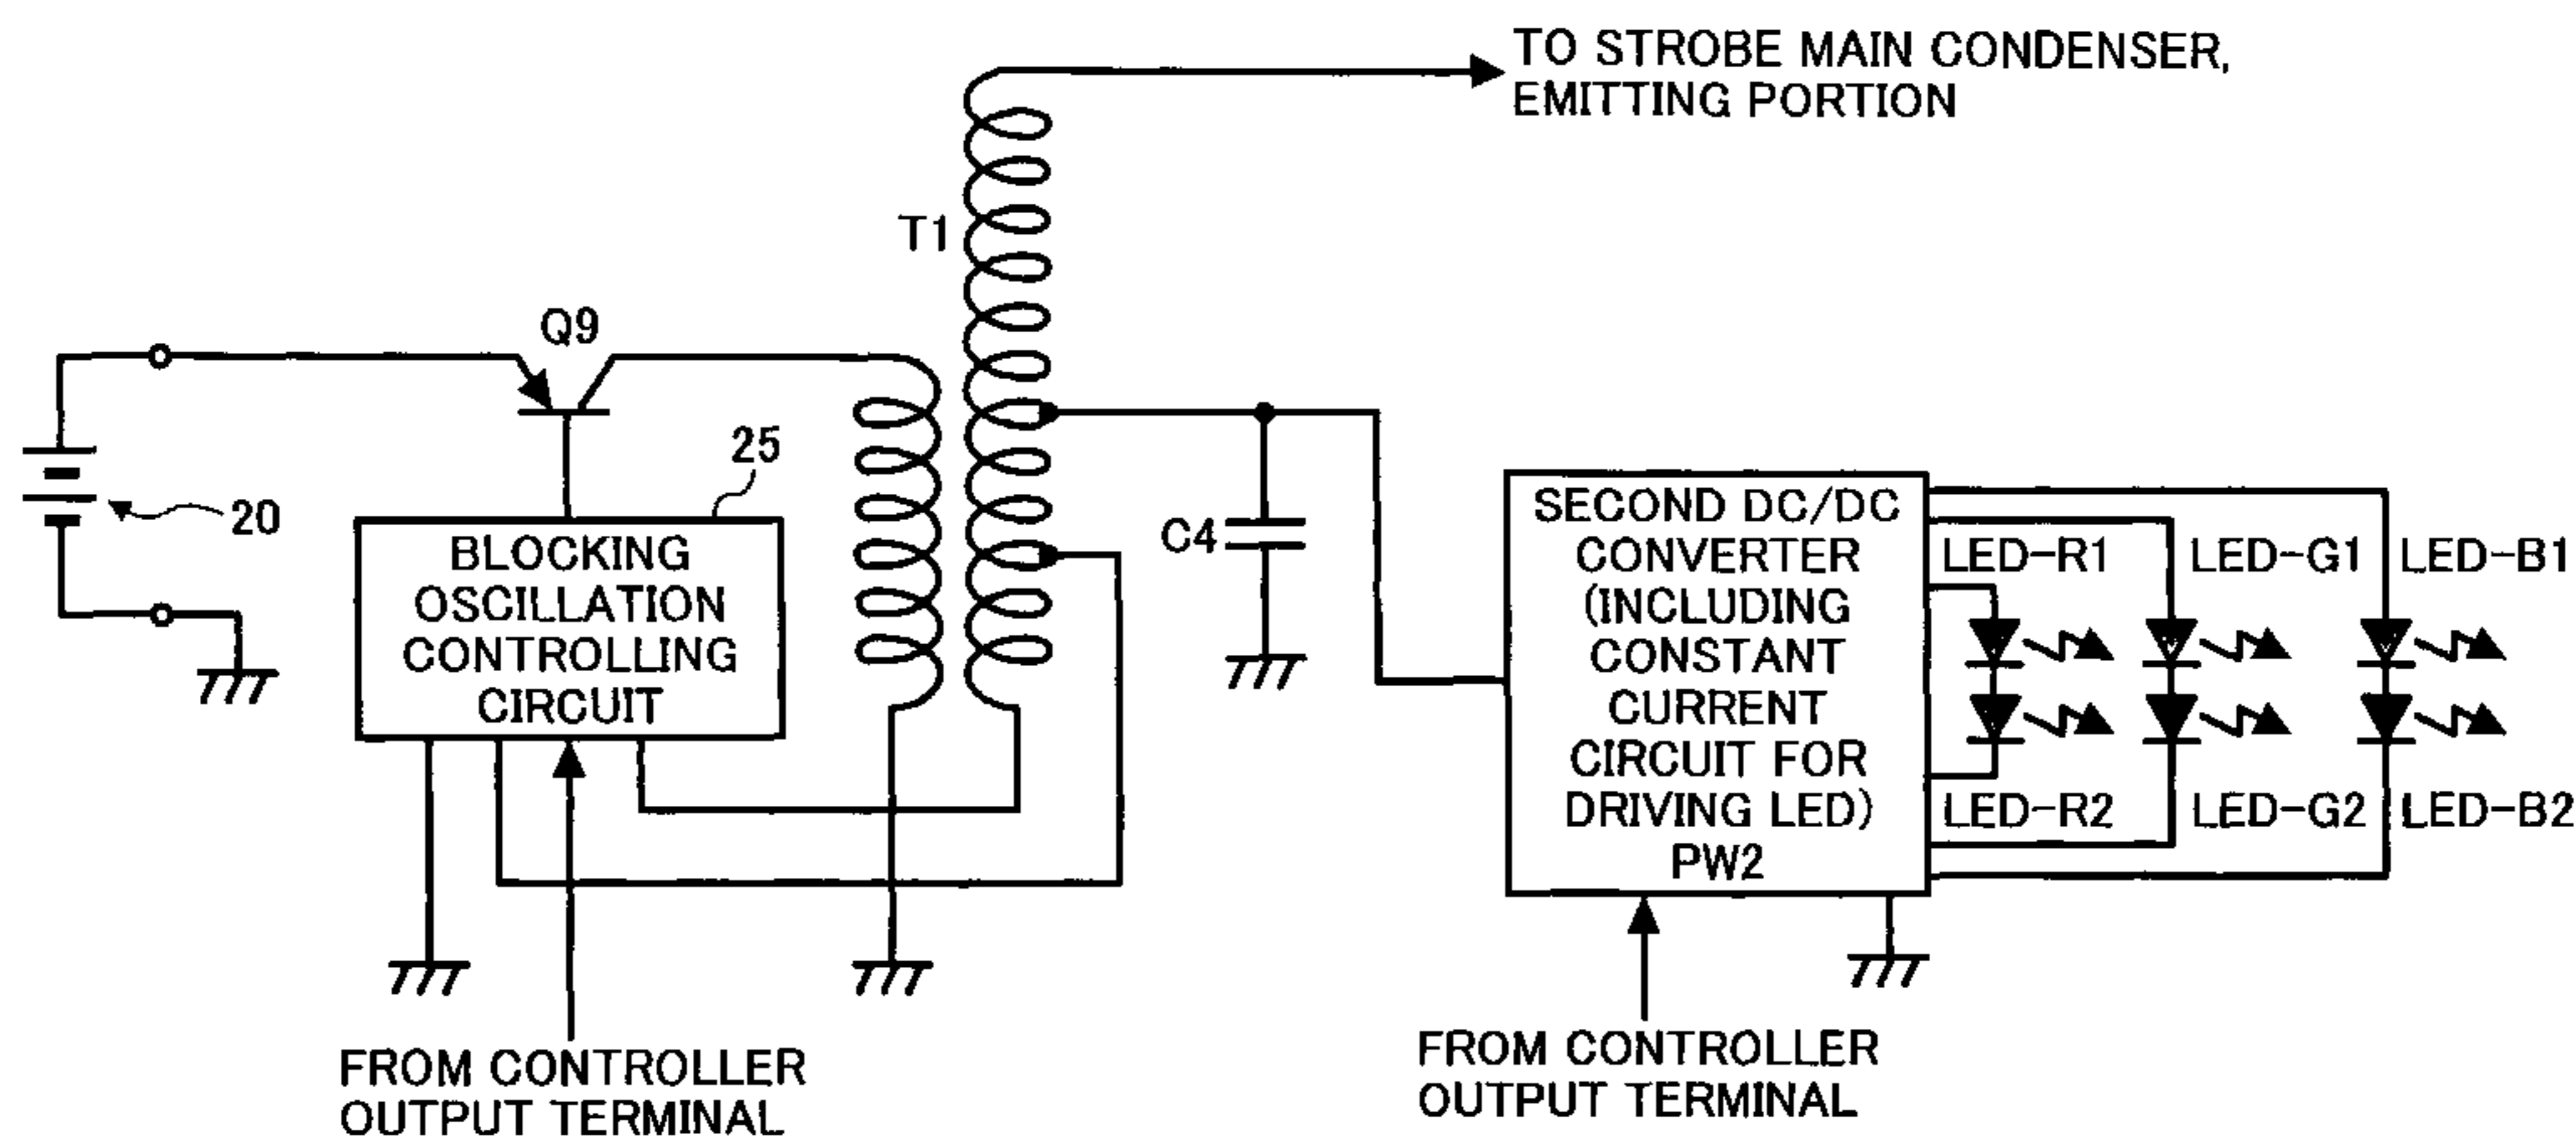 TO STROBE MAIN CONDENSER,
EMITTING PORTION
T1
Q9
25
20
BLOCKING
OSCILLATION
CONTROLLING
CIRCUIT
C4
SECOND DC/DC
CONVERTER
(INCLUDING
CONSTANT
CURRENT
CIRCUIT FOR
DRIVING LED)
PW2
LED-R1
LED-G1
LED-B1
LED-R2
LED-G2
LED-B2
FROM CONTROLLER
OUTPUT TERMINAL
FROM CONTROLLER
OUTPUT TERMINAL